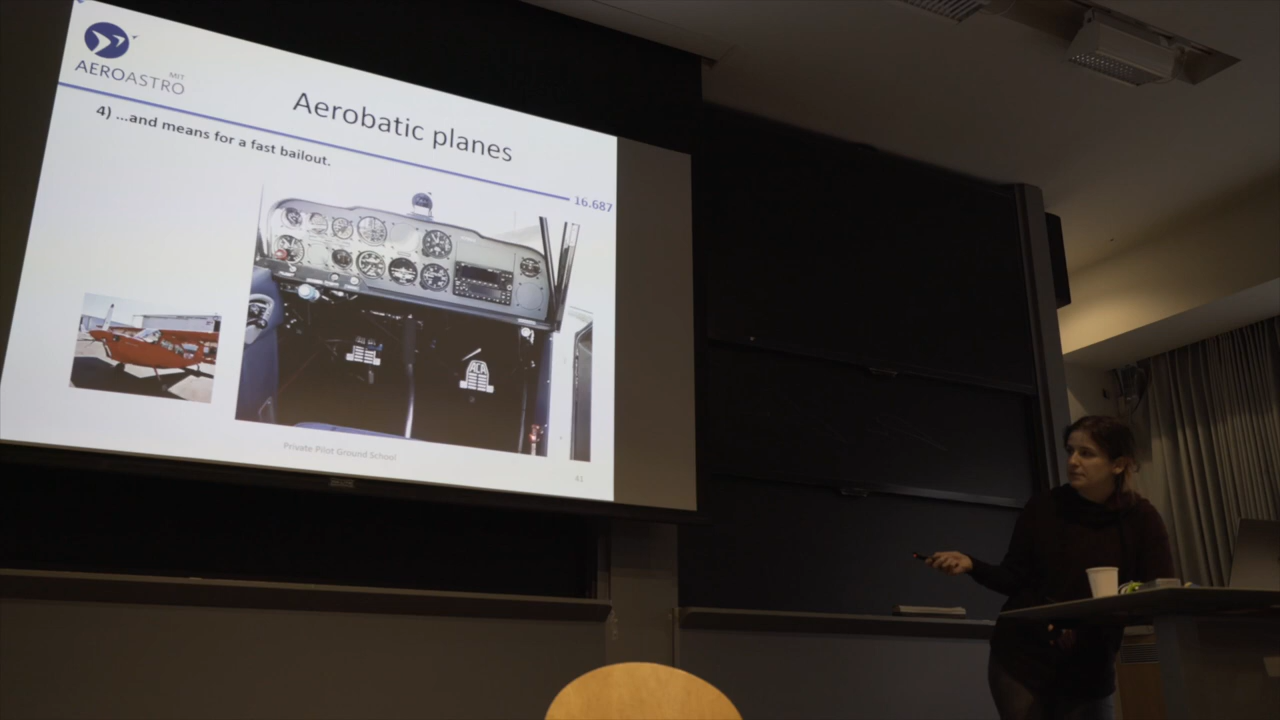 MIT
AEROASTRO
Aerobatic planes
4) ...and means for a fast bailout.
16.687
Private Pilot Ground School
41